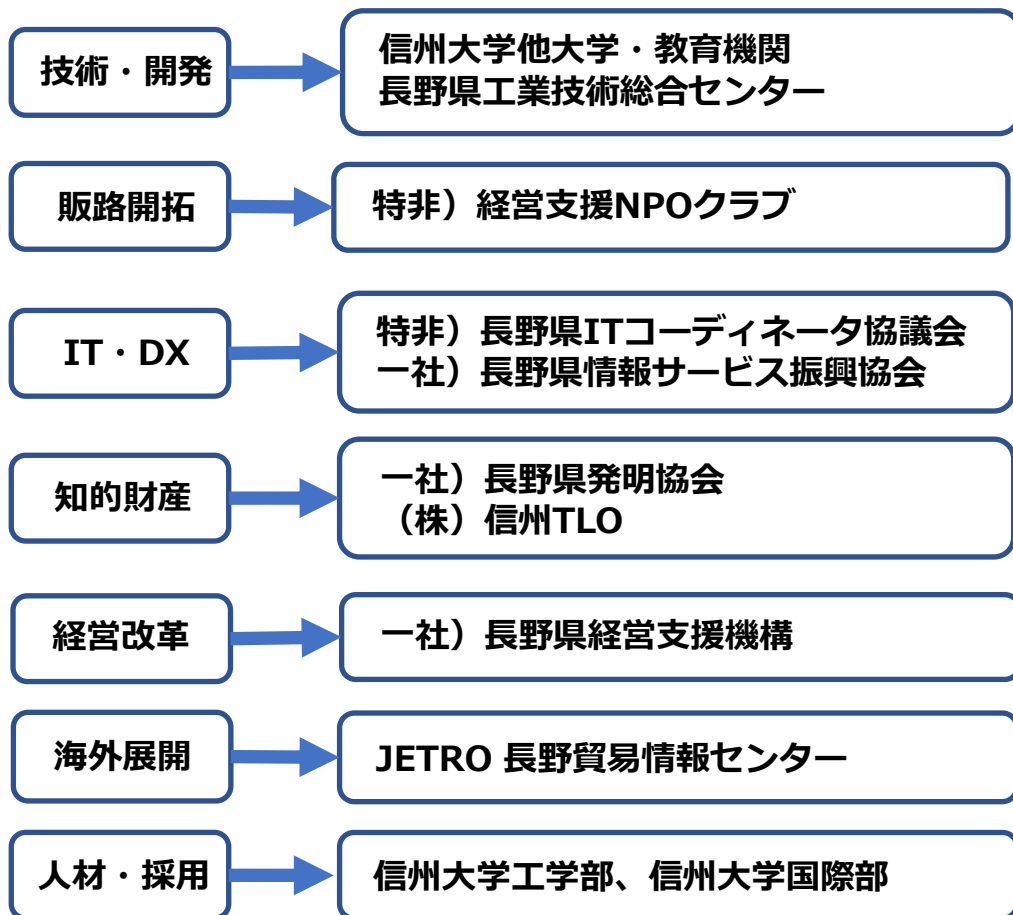 技術・開発
信州大学他大学・教育機関
長野県工業技術総合センター
販路開拓
特非）経営支援NPOクラブ
IT・DX
特非）長野県ITコーディネータ協議会
一社）長野県情報サービス振興協会
知的財産
一社）長野県発明協会
（株）信州TLO
経営改革
一社）長野県経営支援機構
海外展開
JETRO 長野貿易情報センター
人材・採用
信州大学工学部、信州大学国際部